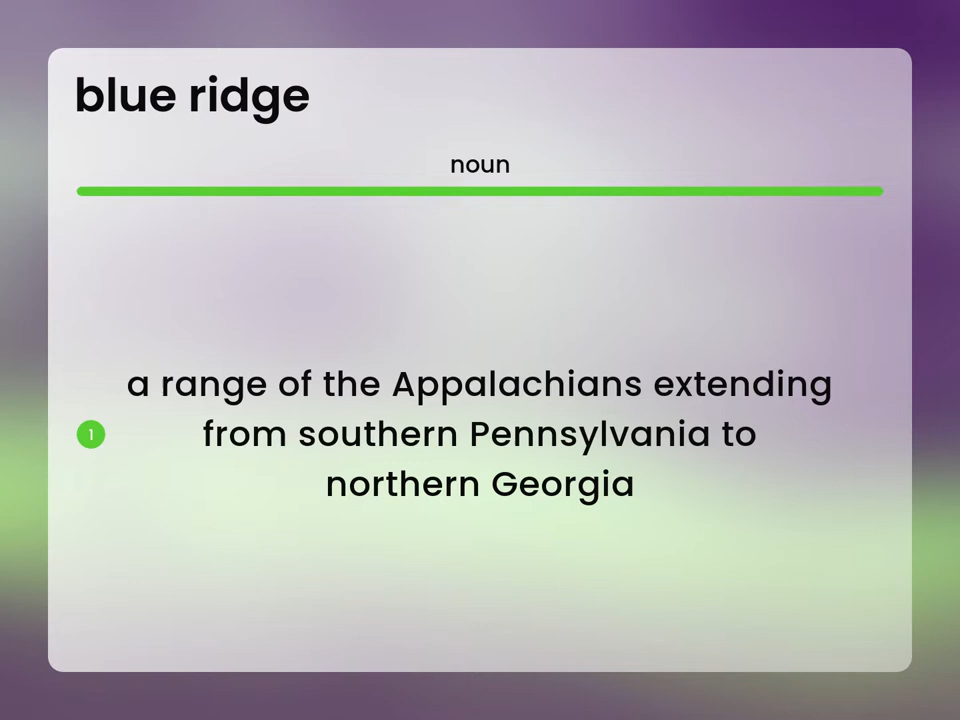 blue ridge
noun
a range of the Appalachians extending
1 from southern Pennsylvania to
northern Georgia